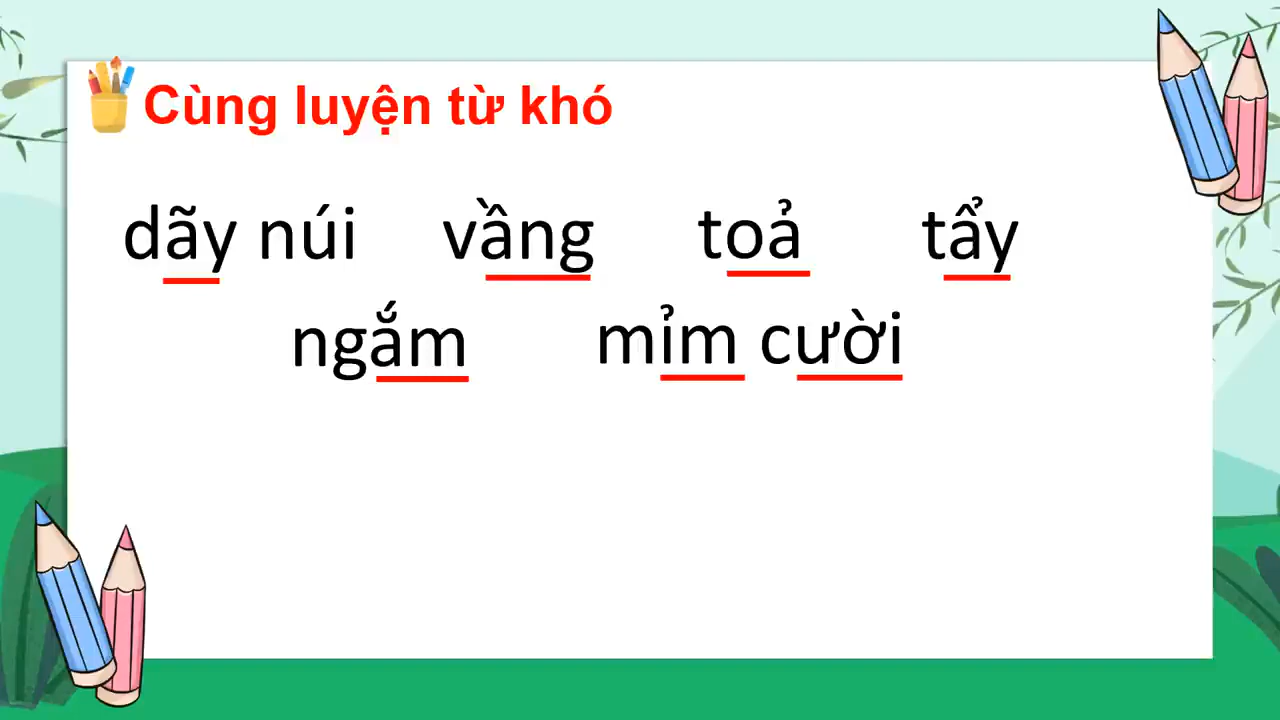 Cùng luyện từ khó
dãy núi vầng toả tẩy
ngắm mỉm cười